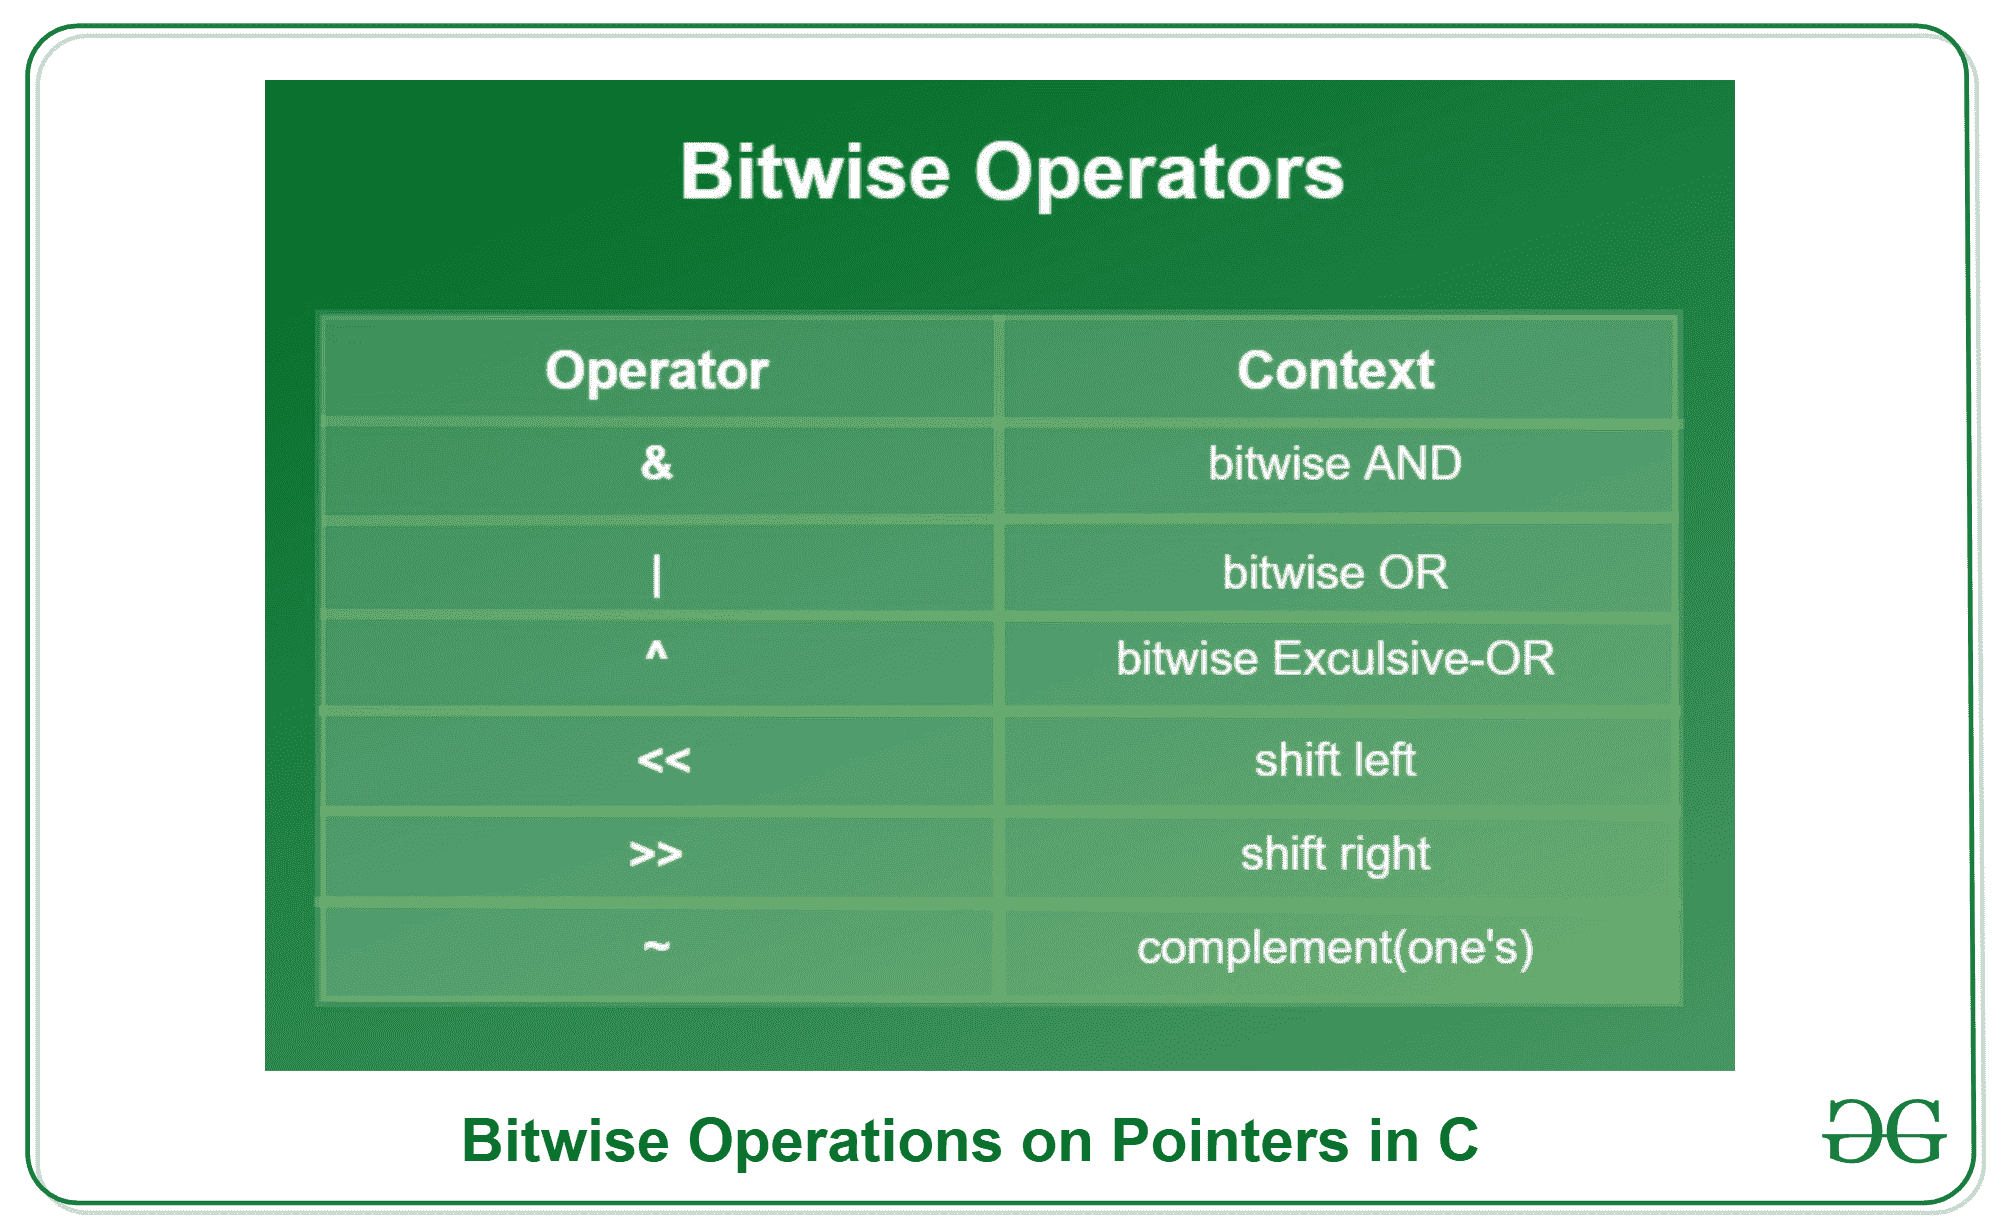 Bitwise Operators
Operator Context
& bitwise AND
| bitwise OR
^ bitwise Exculsive-OR
<< shift left
>> shift right
~ complement(one's)
Bitwise Operations on Pointers in C